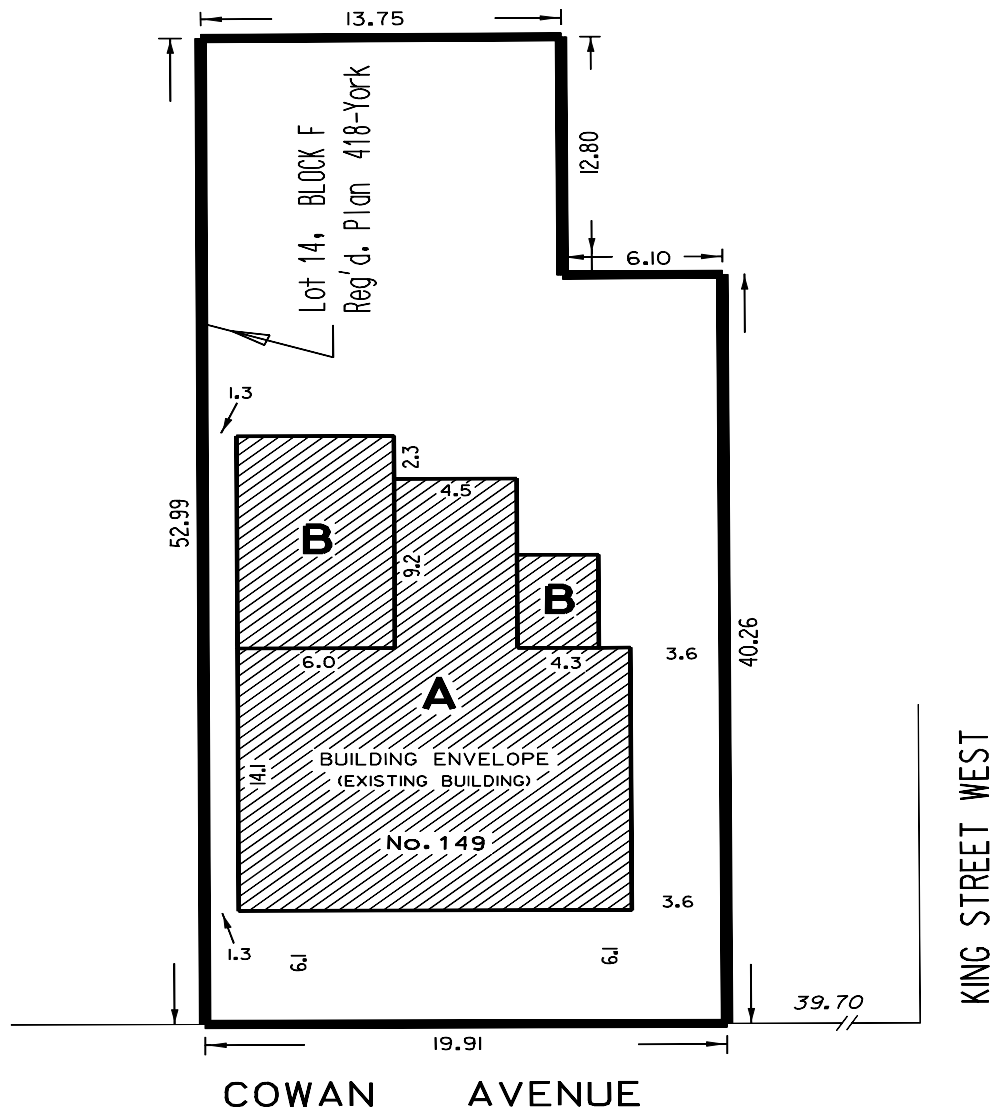 13.75
12.80
Lot 14, BLOCK F
Reg'd. Plan 418-York
6.10
1.3
2.3
4.5
52.99
B
9.2
B
6.0
4.3
3.6
40.26
A
BUILDING ENVELOPE
(EXISTING BUILDING)
14.1
No. 149
3.6
1.3
6.1
6.1
39.70
KING STREET WEST
19.91
COWAN AVENUE